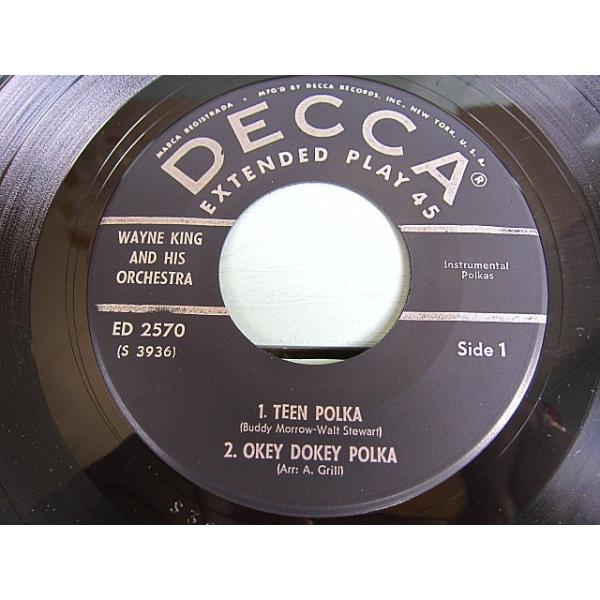 MARCA REGISTRADA • MFG'D BY DECCA RECORDS, INC., NEW YORK, U.S.A.
DECCA®
EXTENDED PLAY 45
WAYNE KING
AND HIS
ORCHESTRA
Instrumental
Polkas
ED 2570
(S 3936)
Side 1
1. TEEN POLKA
(Buddy Morrow-Walt Stewart)
2. OKEY DOKEY POLKA
(Arr: A. Grill)